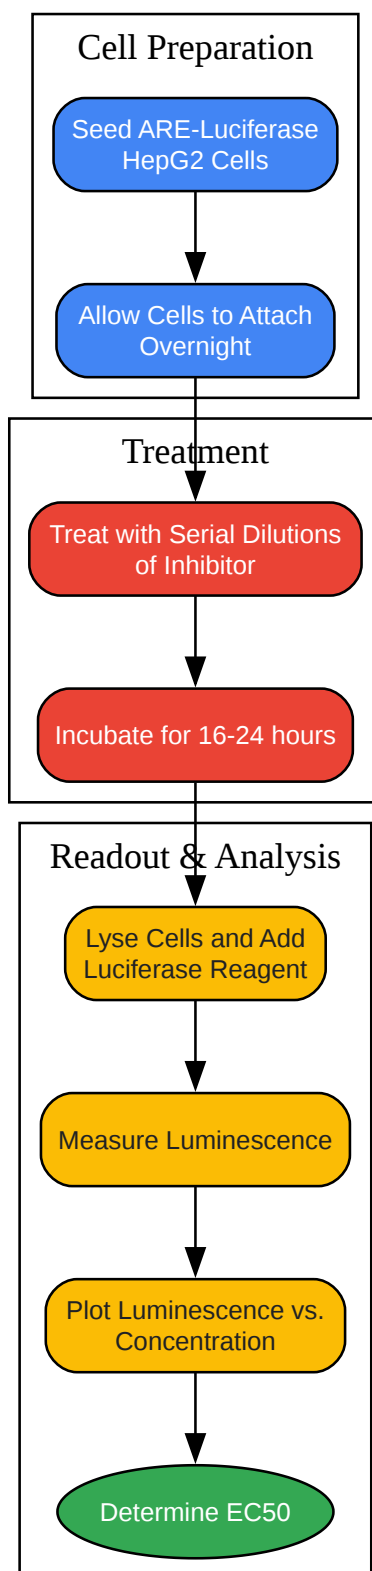 Cell Preparation
Seed ARE-Luciferase
HepG2 Cells
Allow Cells to Attach
Overnight
Treatment
Treat with Serial Dilutions
of Inhibitor
Incubate for 16-24 hours
Readout & Analysis
Lyse Cells and Add
Luciferase Reagent
Measure Luminescence
Plot Luminescence vs.
Concentration
Determine EC50